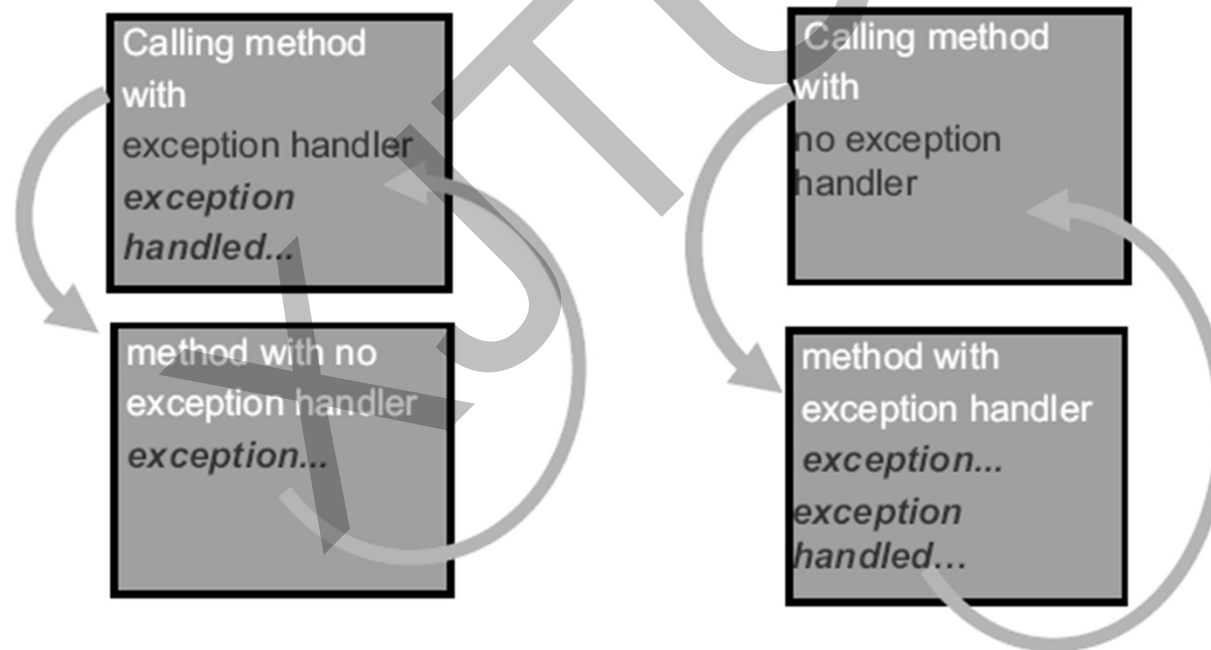 Calling method
with
exception handler
exception
handled...
method with no
exception handler
exception...
Calling method
with
no exception
handler
method with
exception handler
exception...
exception
handled...